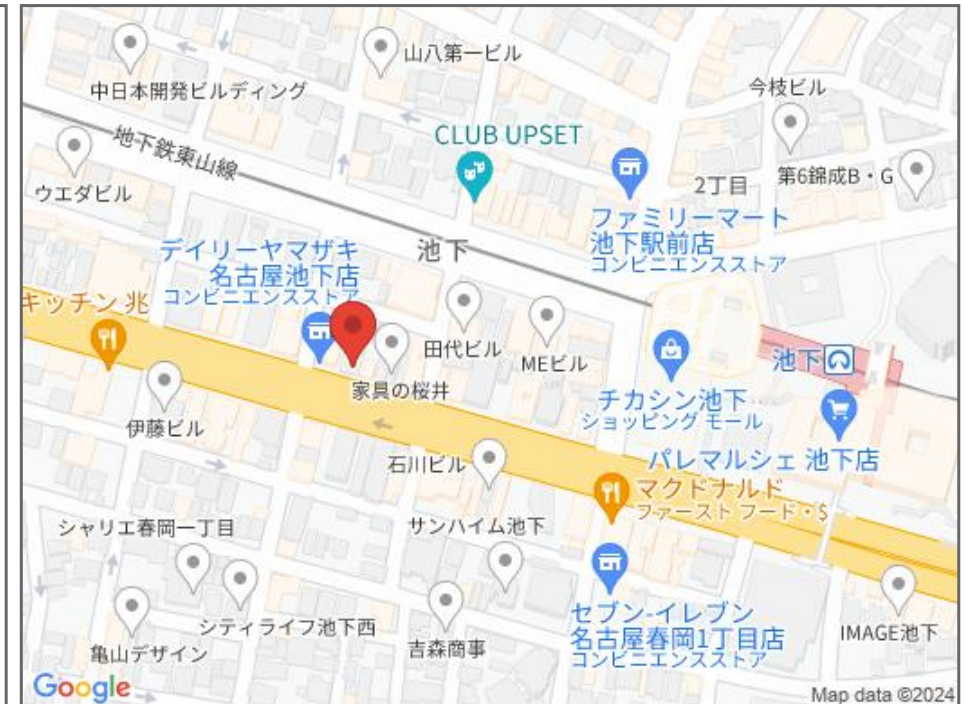 山八第一ビル
中日本開発ビルディング
今枝ビル
地下鉄東山線
CLUB UPSET
ウエダビル
2丁目
第6錦成B・G
ファミリーマート
池下駅前店
コンビニエンスストア
デイリーヤマザキ
名古屋池下店
コンビニエンスストア
池下
キッチン 兆
田代ビル
MEビル
池下
家具の桜井
チカシン池下
ショッピング モール
伊藤ビル
石川ビル
パレマルシェ 池下店
マクドナルド
ファースト フード・$
シャリエ春岡一丁目
サンハイム池下
セブン-イレブン
名古屋春岡1丁目店
コンビニエンスストア
シティライフ池下西
亀山デザイン
吉森商事
IMAGE池下
Google
Map data ©2024